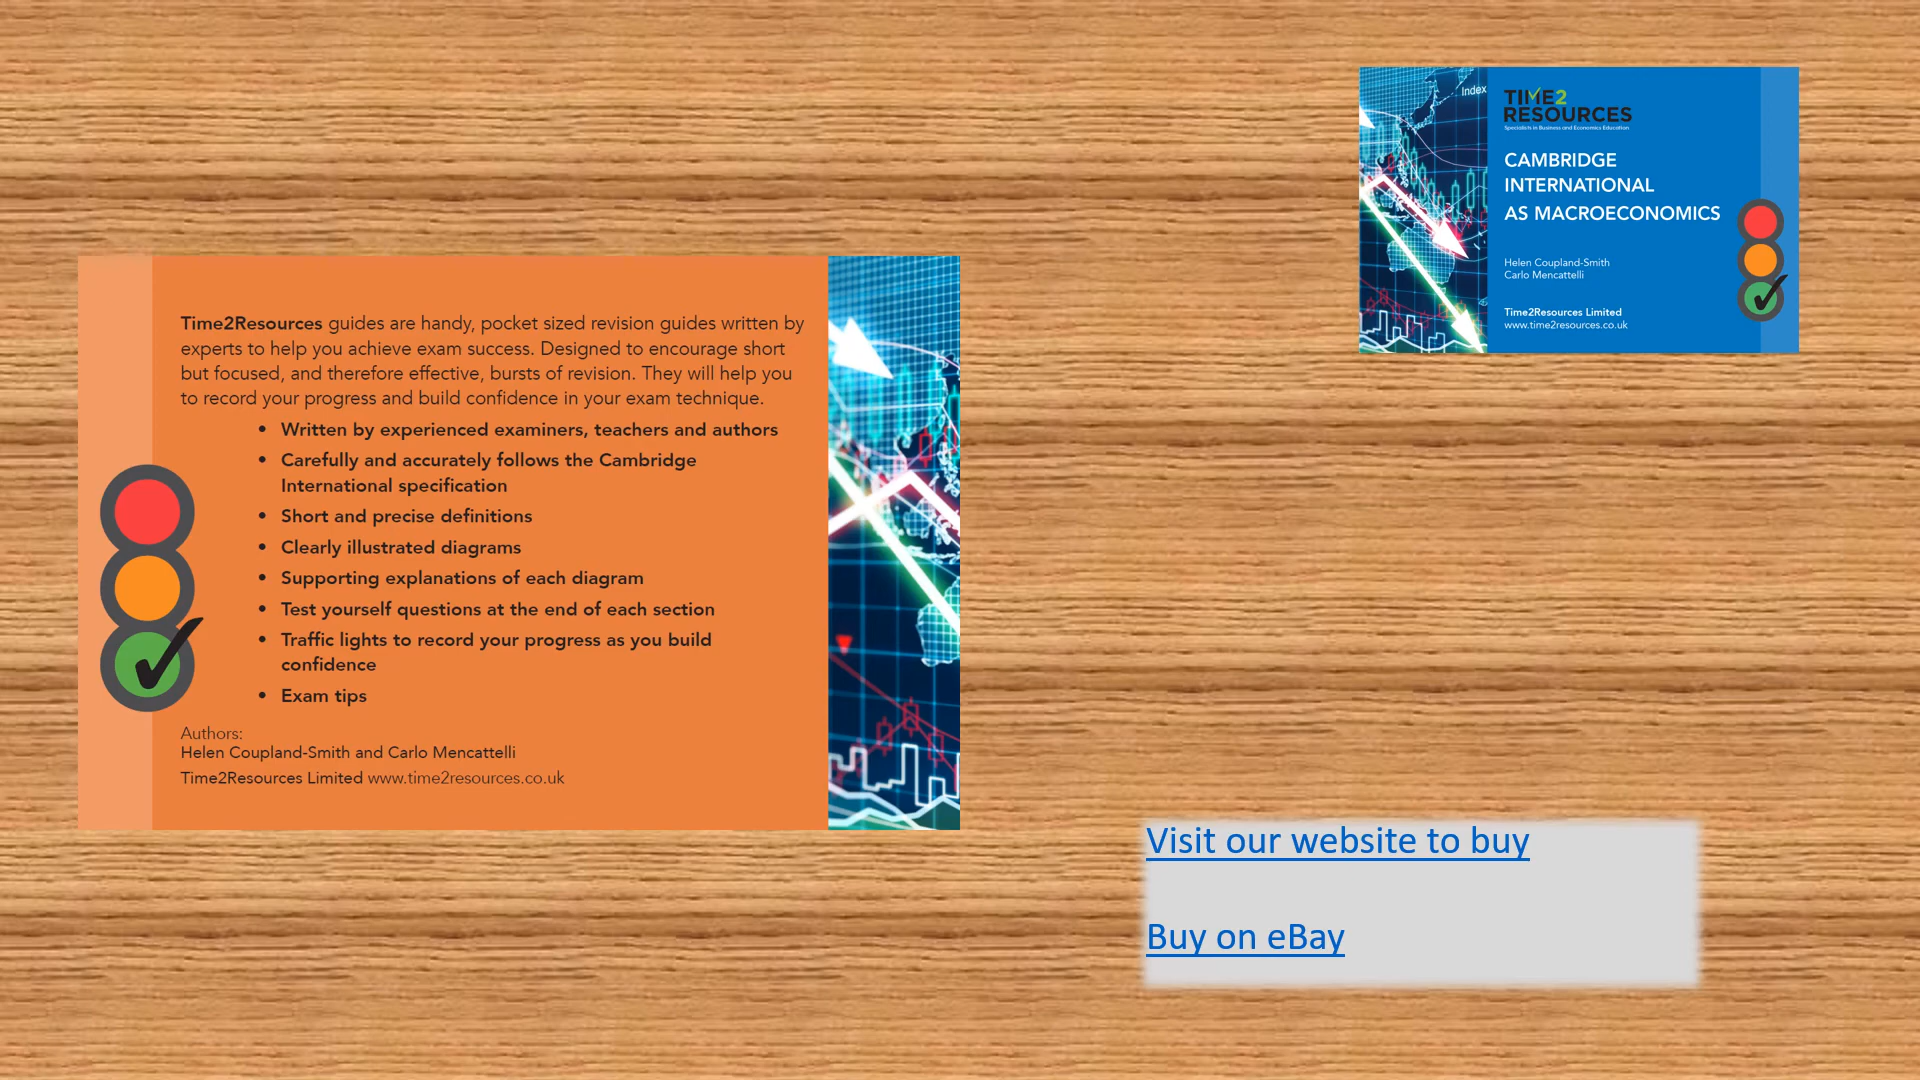 Index
TIME2
RESOURCES
Specialists in Business and Economics Education
CAMBRIDGE
INTERNATIONAL
AS MACROECONOMICS
Helen Coupland-Smith
Carlo Mencattelli
Time2Resources Limited
www.time2resources.co.uk
Time2Resources guides are handy, pocket sized revision guides written by
experts to help you achieve exam success. Designed to encourage short
but focused, and therefore effective, bursts of revision. They will help you
to record your progress and build confidence in your exam technique.
• Written by experienced examiners, teachers and authors
• Carefully and accurately follows the Cambridge
International specification
• Short and precise definitions
• Clearly illustrated diagrams
• Supporting explanations of each diagram
• Test yourself questions at the end of each section
• Traffic lights to record your progress as you build
confidence
• Exam tips
Authors:
Helen Coupland-Smith and Carlo Mencattelli
Time2Resources Limited www.time2resources.co.uk
Visit our website to buy
Buy on eBay